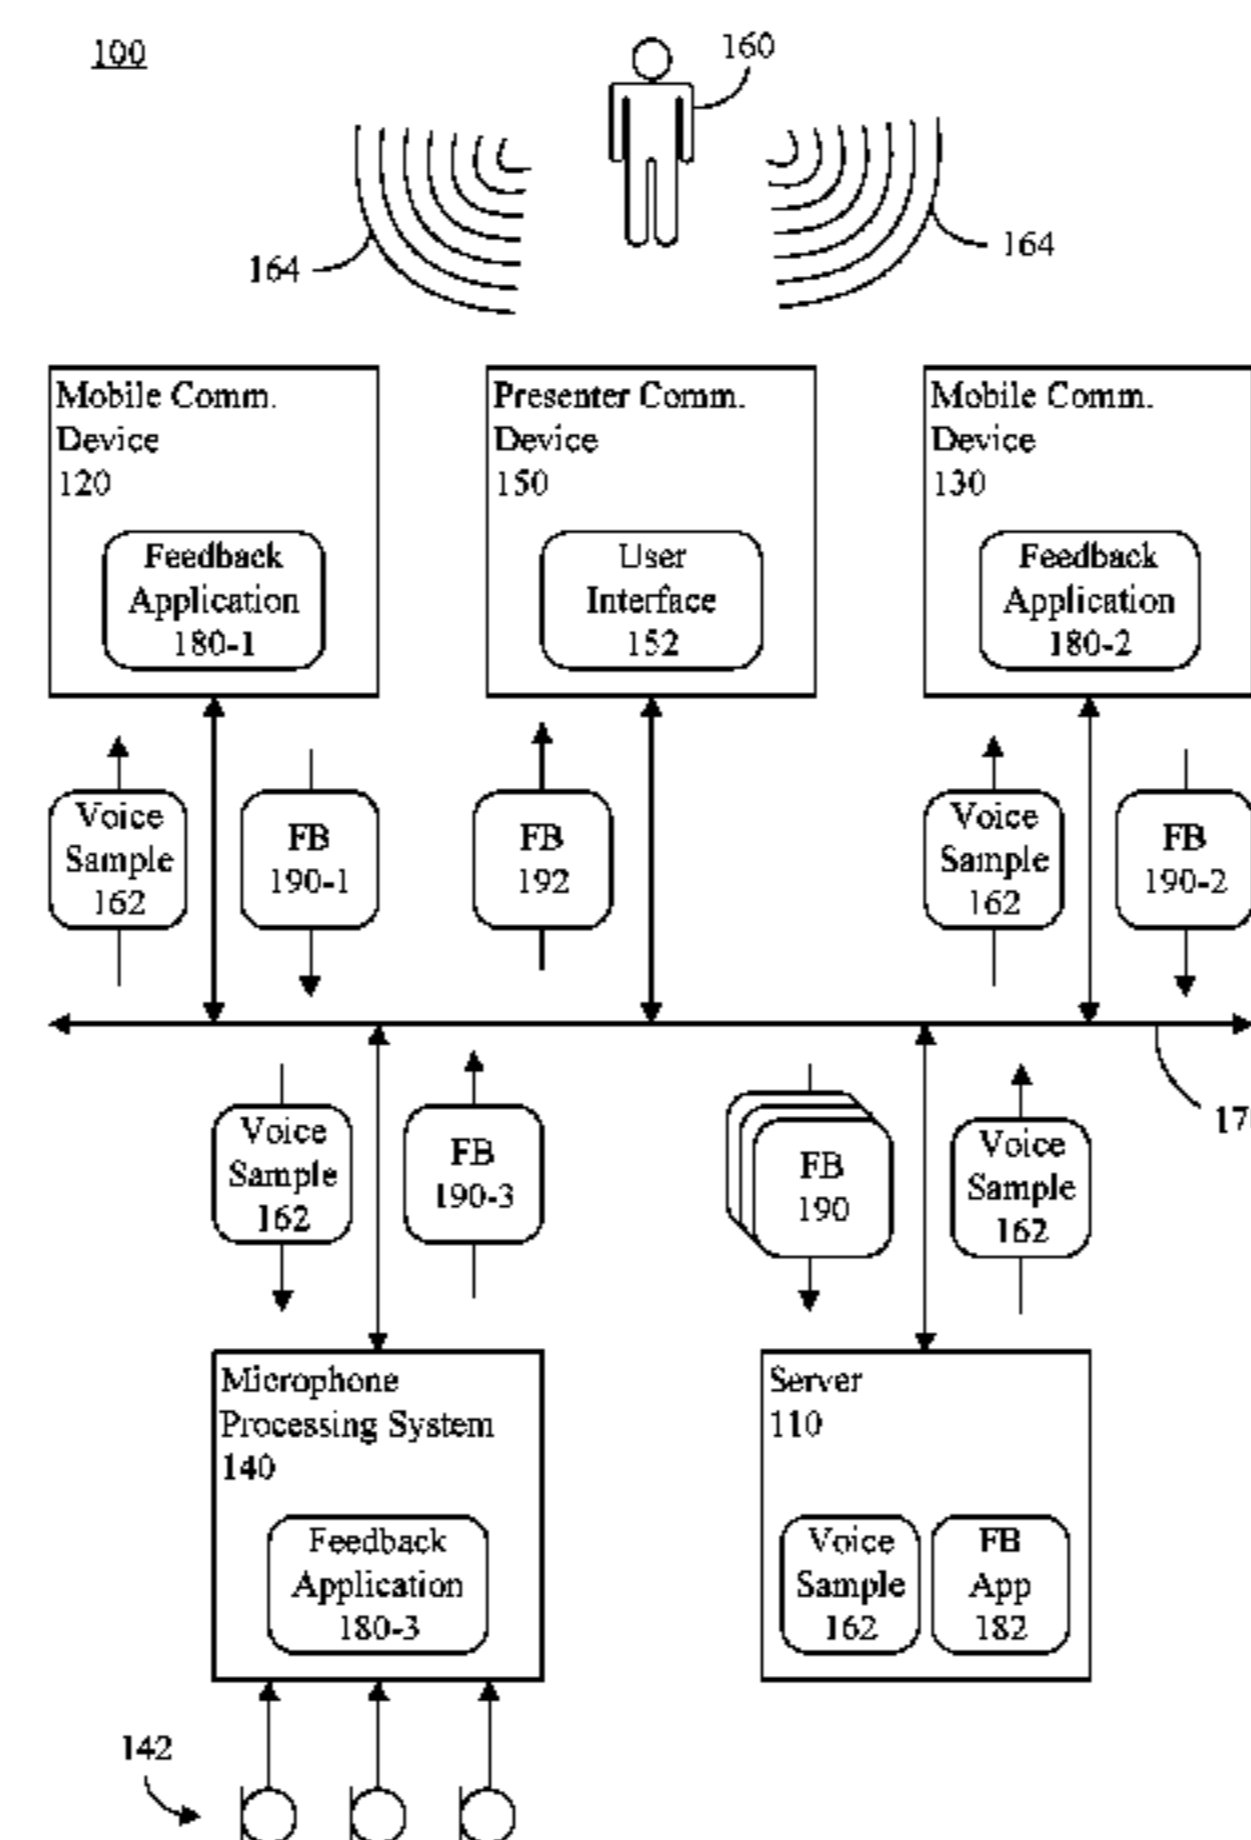 100
160
164
164
Mobile Comm.
Device
120
Feedback
Application
180-1
Presenter Comm.
Device
150
User
Interface
152
Mobile Comm.
Device
130
Feedback
Application
180-2
Voice
Sample
162
FB
190-1
FB
192
Voice
Sample
162
FB
190-2
Voice
Sample
162
FB
190-3
FB
190
Voice
Sample
162
Microphone
Processing System
140
Feedback
Application
180-3
Server
110
Voice
Sample
162
FB
App
182
142